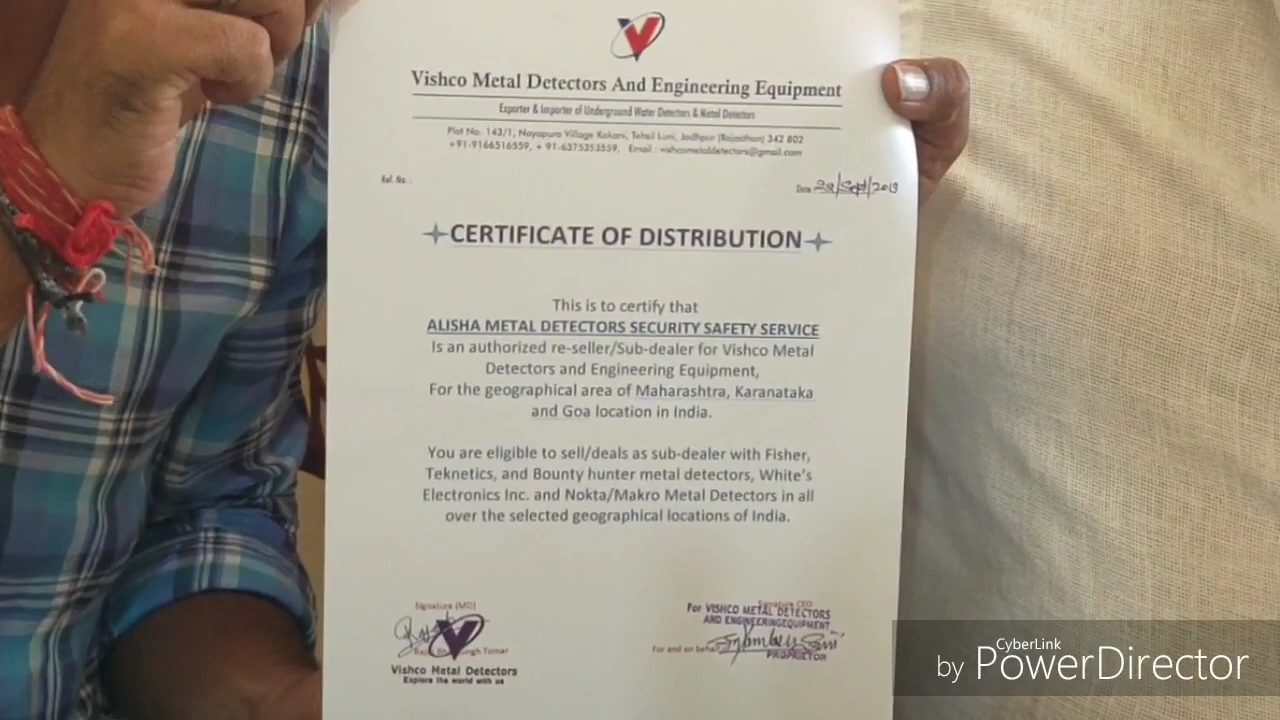 V
Vishco Metal Detectors And Engineering Equipment
Exporter & Importer of Underground Water Detectors & Metal Detectors
Plot No. 143/1, Nayapura Village Kakani, Tehsil Luni, Jodhpur (Rajasthan) 342 802
+91-9166516559, + 91-6375353559, Email : vishcometaldetectors@gmail.com
Ref. No. :
Date 28/Sept/2019
CERTIFICATE OF DISTRIBUTION
This is to certify that
ALISHA METAL DETECTORS SECURITY SAFETY SERVICE
Is an authorized re-seller/Sub-dealer for Vishco Metal
Detectors and Engineering Equipment,
For the geographical area of Maharashtra, Karanataka
and Goa location in India.
You are eligible to sell/deals as sub-dealer with Fisher,
Teknetics, and Bounty hunter metal detectors, White's
Electronics Inc. and Nokta/Makro Metal Detectors in all
over the selected geographical locations of India.
Signature (MD)
Tomar
Vishco Metal Detectors
Explore the world with us
Signature CEO
For VISHCO METAL DETECTORS
AND ENGINEERINGEQUIPMENT
For and on behalf
PROPRIETOR
by CyberLink PowerDirector